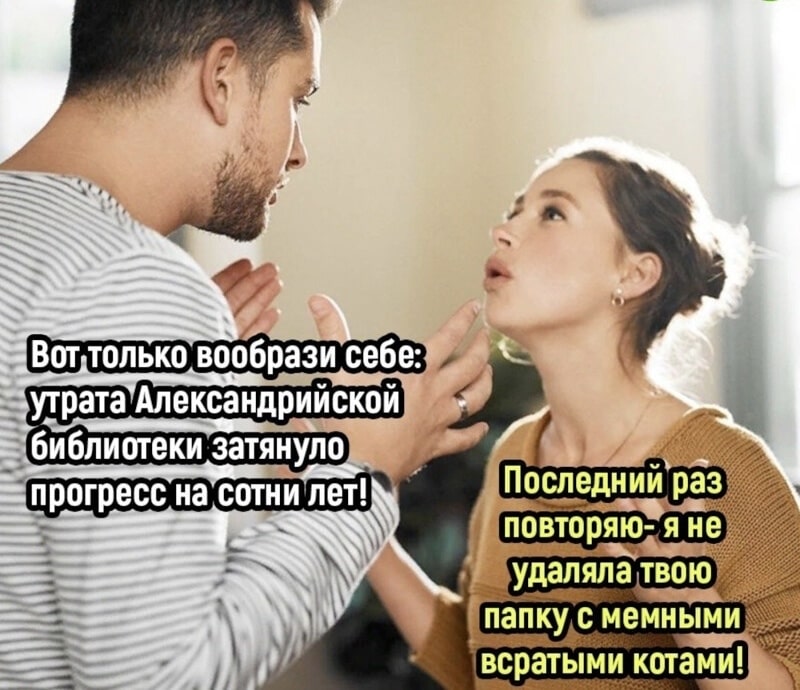 Вот только вообрази себе:
утрата Александрийской
библиотеки затянуло
прогресс на сотни лет!
Последний раз
повторяю- я не
удаляла твою
папку с мемными
всратыми котами!